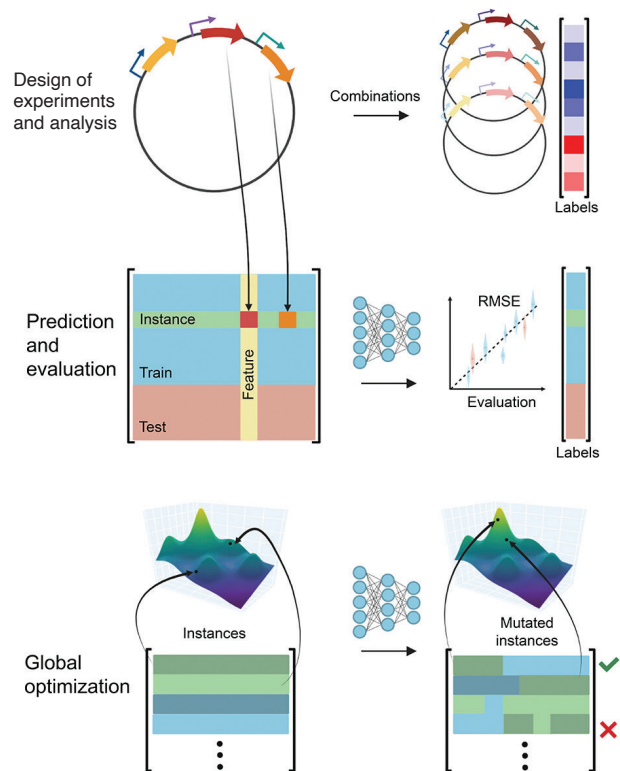 Design of
experiments
and analysis
Combinations
Labels
Prediction
and
evaluation
Instance
Train
Feature
Test
RMSE
Evaluation
Labels
Global
optimization
Instances
Mutated
instances